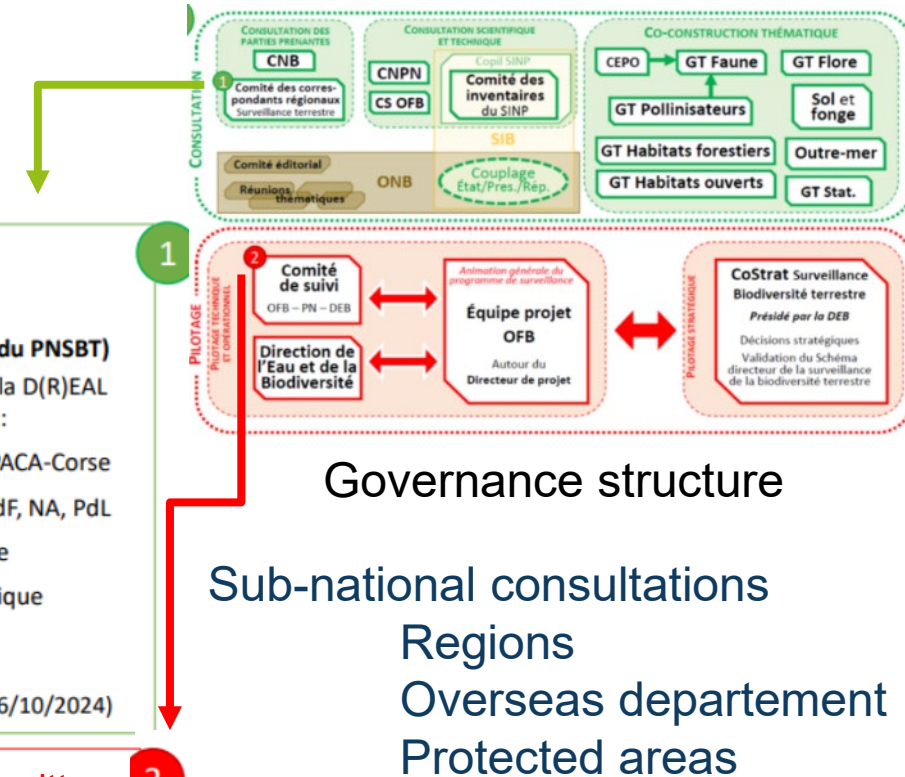 CONSULTATION
CONSULTATION DES
PARTIES PRENANTES
CNB
1
Comité des corres-
pondants régionaux
Surveillance terrestre
CONSULTATION SCIENTIFIQUE
ET TECHNIQUE
CNPN
CS OFB
Copil SINP
Comité des
inventaires
du SINP
SIB
Comité éditorial
Réunions
thématiques
ONB
Couplage
État/Pres./Rép.
CO-CONSTRUCTION THÉMATIQUE
CEPO
GT Faune
GT Flore
GT Pollinisateurs
Sol et
fonge
GT Habitats forestiers
Outre-mer
GT Habitats ouverts
GT Stat.
PILOTAGE
PILOTAGE TECHNIQUE
ET OPÉRATIONNEL
2
Comité
de suivi
OFB – PN – DEB
Direction de
l'Eau et de la
Biodiversité
Animation générale du
programme de surveillance
Équipe projet
OFB
Autour du
Directeur de projet
PILOTAGE STRATÉGIQUE
CoStrat Surveillance
Biodiversité terrestre
Présidé par la DEB
Décisions stratégiques
Validation du Schéma
directeur de la surveillance
de la biodiversité terrestre
1
du PNSBT)
la D(R)EAL
:
PACA-Corse
dF, NA, PdL
e
ique
6/10/2024)
Governance structure
Sub-national consultations
Regions
Overseas departement
Protected areas